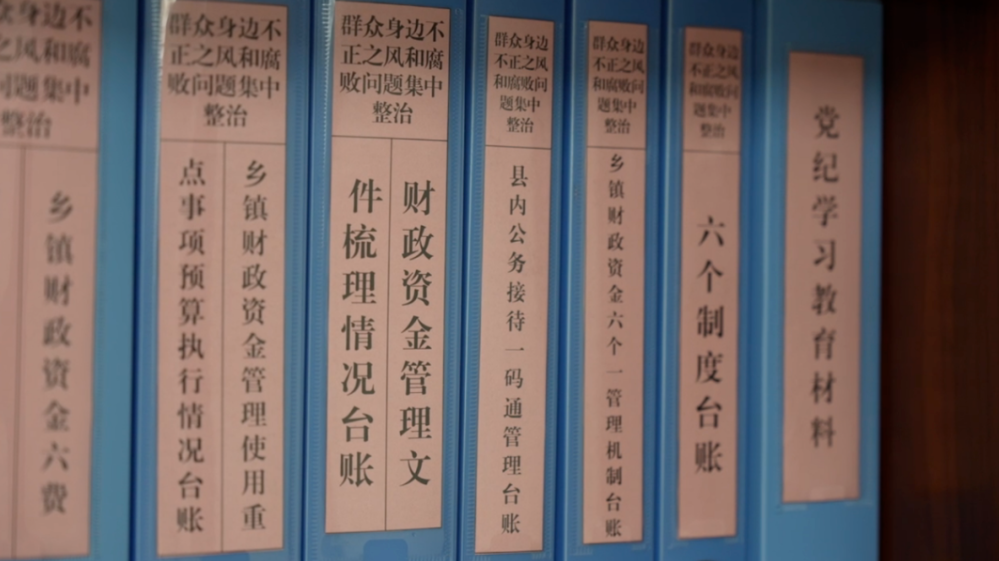 众身边不
之风和腐
问题集中
整治
乡镇财政资金六费
群众身边不
正之风和腐
败问题集中
整治
乡镇财政资金管理使用重
点事项预算执行情况台账
群众身边不
正之风和腐
败问题集中
整治
财政资金管理文
件梳理情况台账
群众身边
不正之风
和腐败问
题集中
整治
县内公务接待一码通管理台账
群众身边
不正之风
和腐败问
题集中
整治
乡镇财政资金六个一管理机制台账
群众身边
不正之风
和腐败问
题集中
整治
六个制度台账
党纪学习教育材料